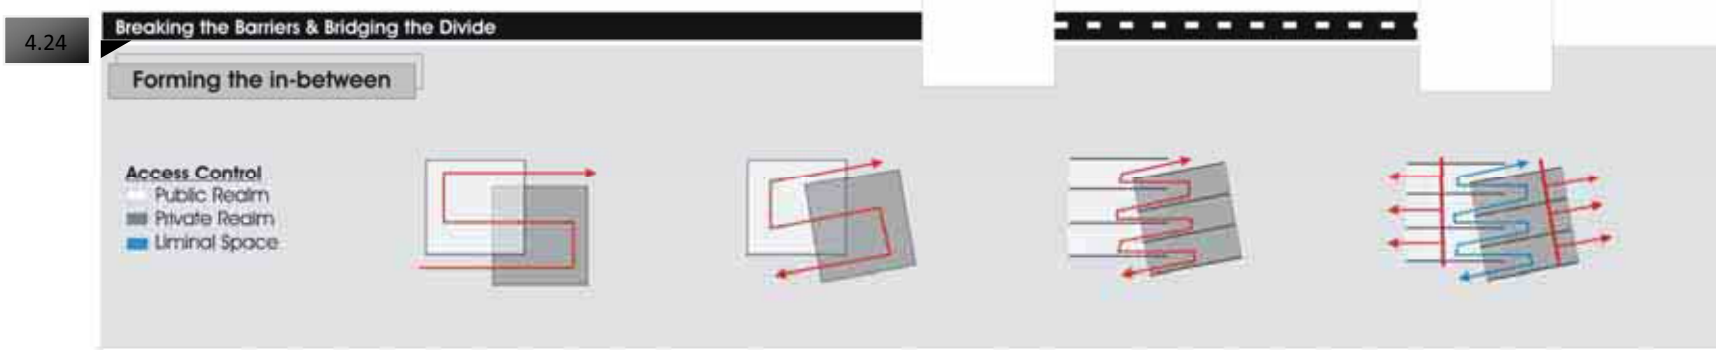 4.24
Breaking the Barriers & Bridging the Divide
Forming the in-between
Access Control
Public Realm
Private Realm
Liminal Space